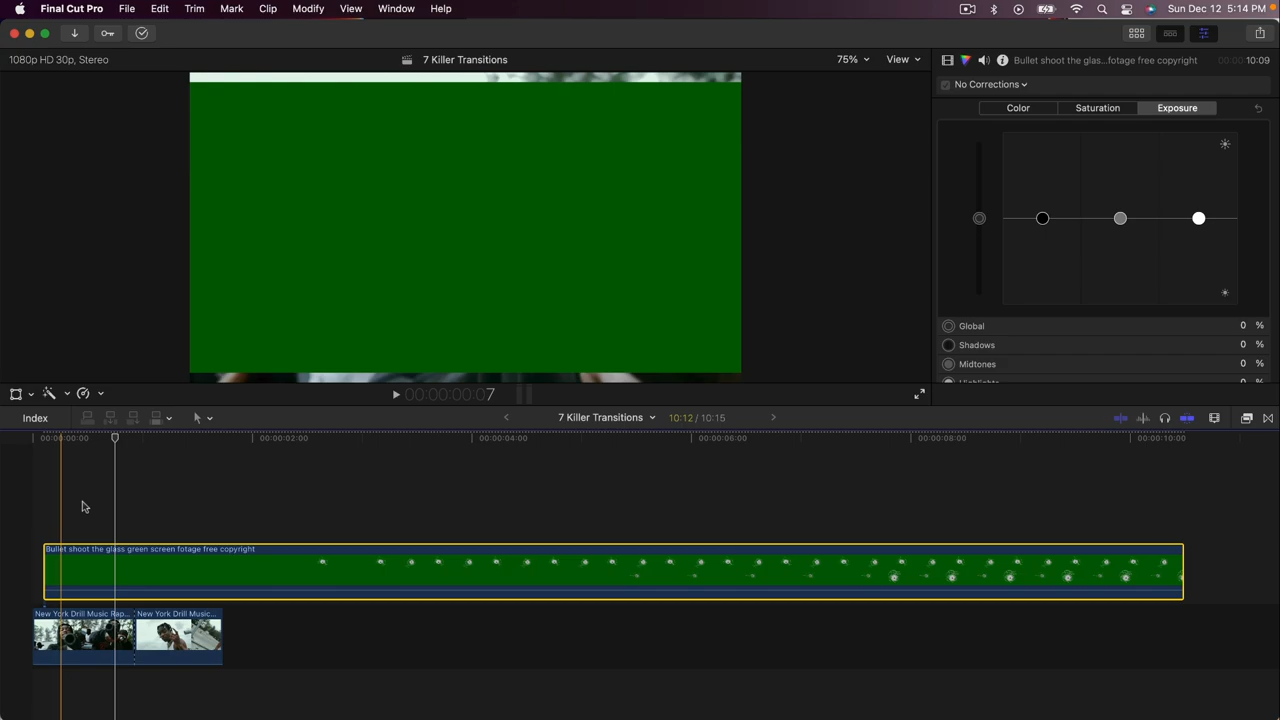 Final Cut Pro File Edit Trim Mark Clip Modify View Window Help Sun Dec 12 5:14 PM
1080p HD 30p, Stereo 7 Killer Transitions 75% View Bullet shoot the glas...fotage free copyright 00:00 10:09
No Corrections
Color Saturation Exposure
Global 0 %
Shadows 0 %
Midtones 0 %
Highlights
00:00:00:07
Index 7 Killer Transitions 10:12 / 10:15
00:00:00:00 00:00:02:00 00:00:04:00 00:00:06:00 00:00:08:00 00:00:10:00
Bullet shoot the glass green screen fotage free copyright
New York Drill Music Rap... New York Drill Music...